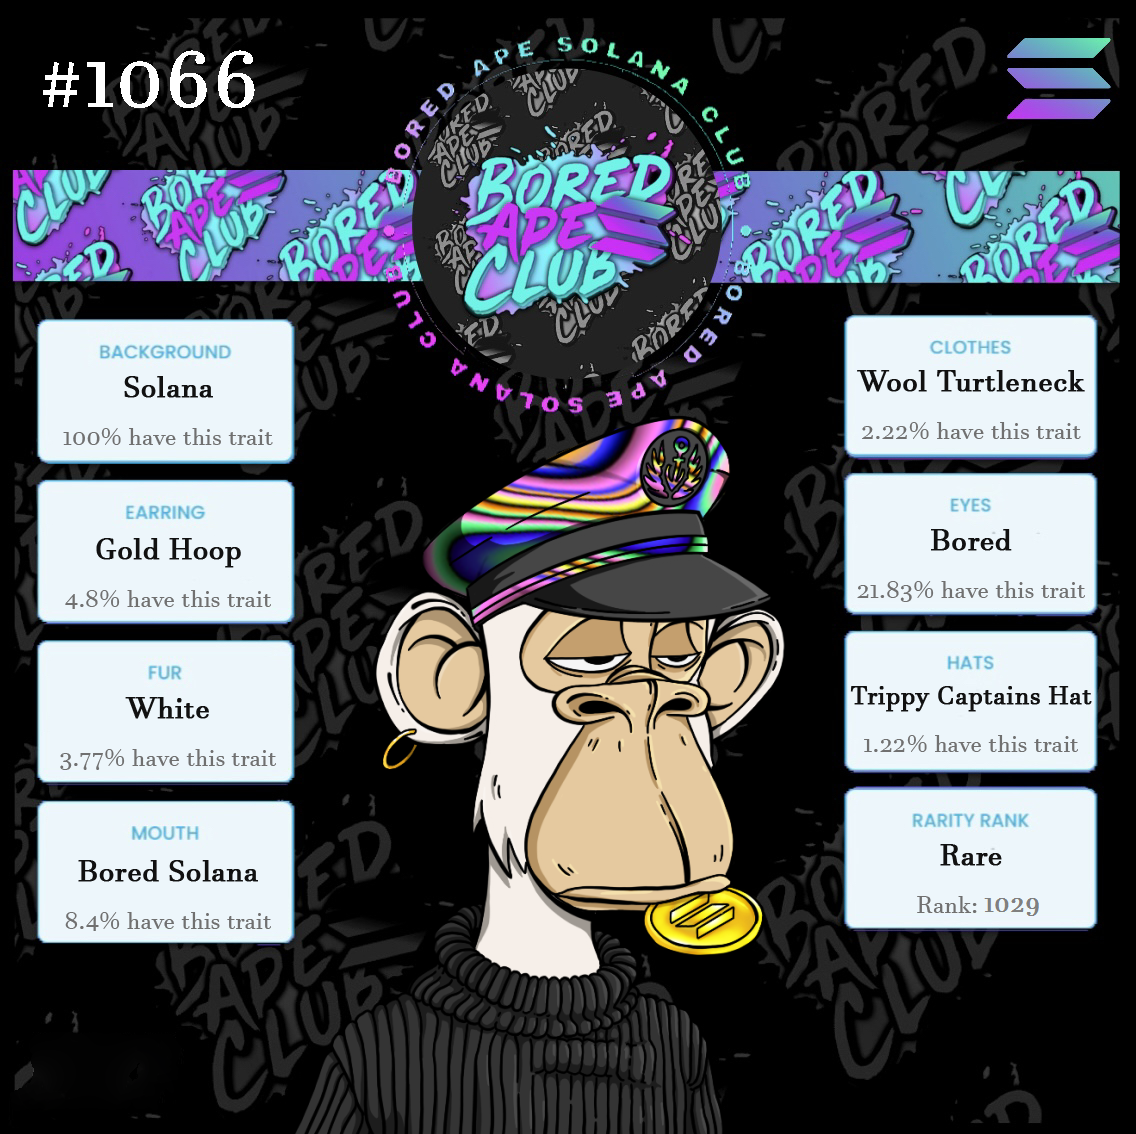 #1066
BORED APE SOLANA CLUB
BORED APE SOLANA CLUB
BORED
APE
CLUB
BACKGROUND
Solana
100% have this trait
EARRING
Gold Hoop
4.8% have this trait
FUR
White
3.77% have this trait
MOUTH
Bored Solana
8.4% have this trait
CLOTHES
Wool Turtleneck
2.22% have this trait
EYES
Bored
21.83% have this trait
HATS
Trippy Captains Hat
1.22% have this trait
RARITY RANK
Rare
Rank: 1029